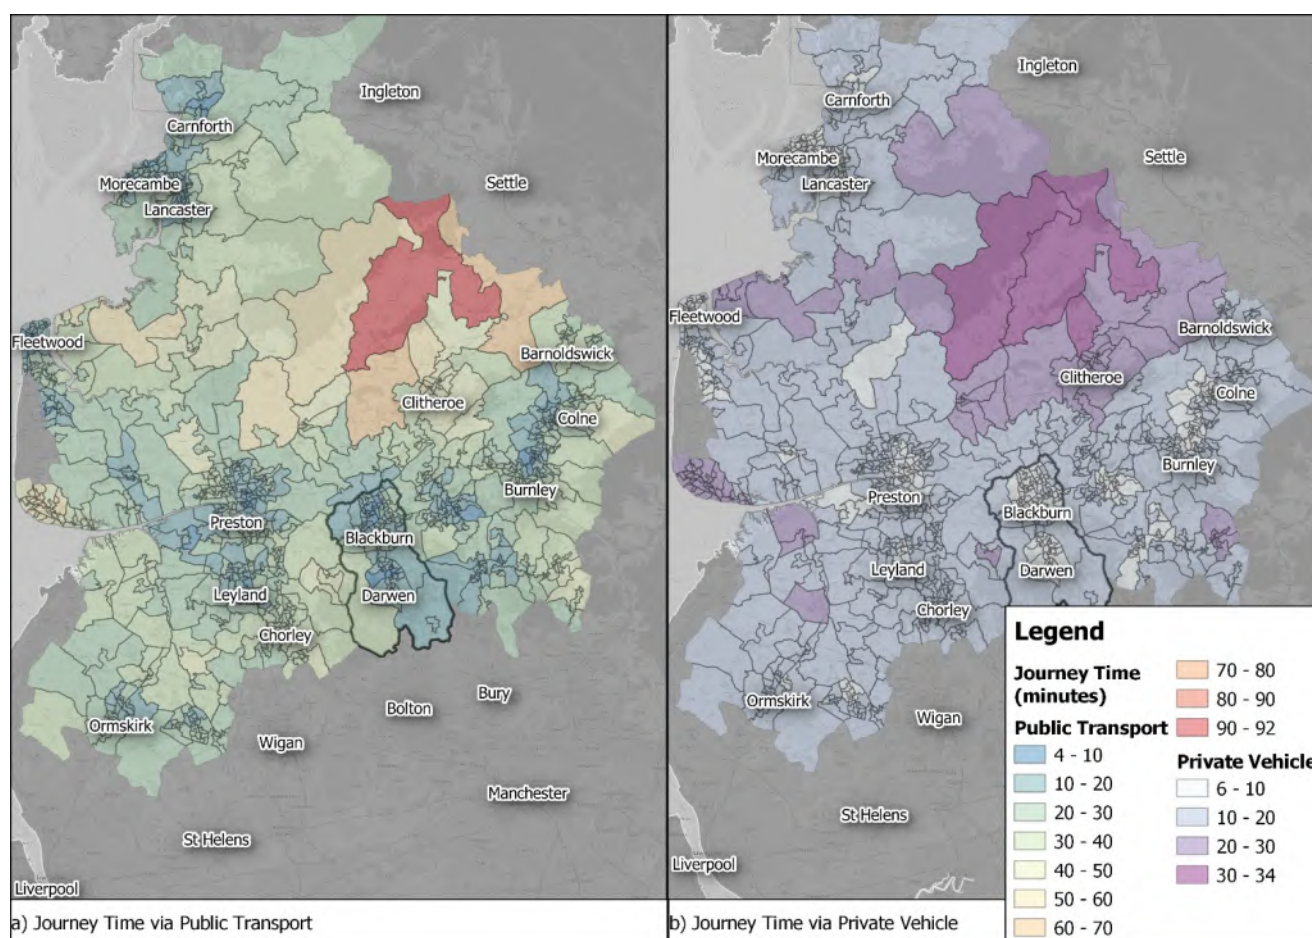 Ingleton
Carnforth
Morecambe
Lancaster
Settle
Fleetwood
Barnoldswick
Clitheroe
Colne
Burnley
Preston
Blackburn
Leyland
Darwen
Chorley
Ormskirk
Bury
Bolton
Wigan
Manchester
St Helens
Liverpool
a) Journey Time via Public Transport
Ingleton
Carnforth
Morecambe
Lancaster
Settle
Fleetwood
Barnoldswick
Clitheroe
Colne
Burnley
Preston
Blackburn
Leyland
Darwen
Chorley
Ormskirk
Wigan
St Helens
Liverpool
b) Journey Time via Private Vehicle
Legend
Journey Time
(minutes)
Public Transport
4 - 10
10 - 20
20 - 30
30 - 40
40 - 50
50 - 60
60 - 70
70 - 80
80 - 90
90 - 92
Private Vehicle
6 - 10
10 - 20
20 - 30
30 - 34